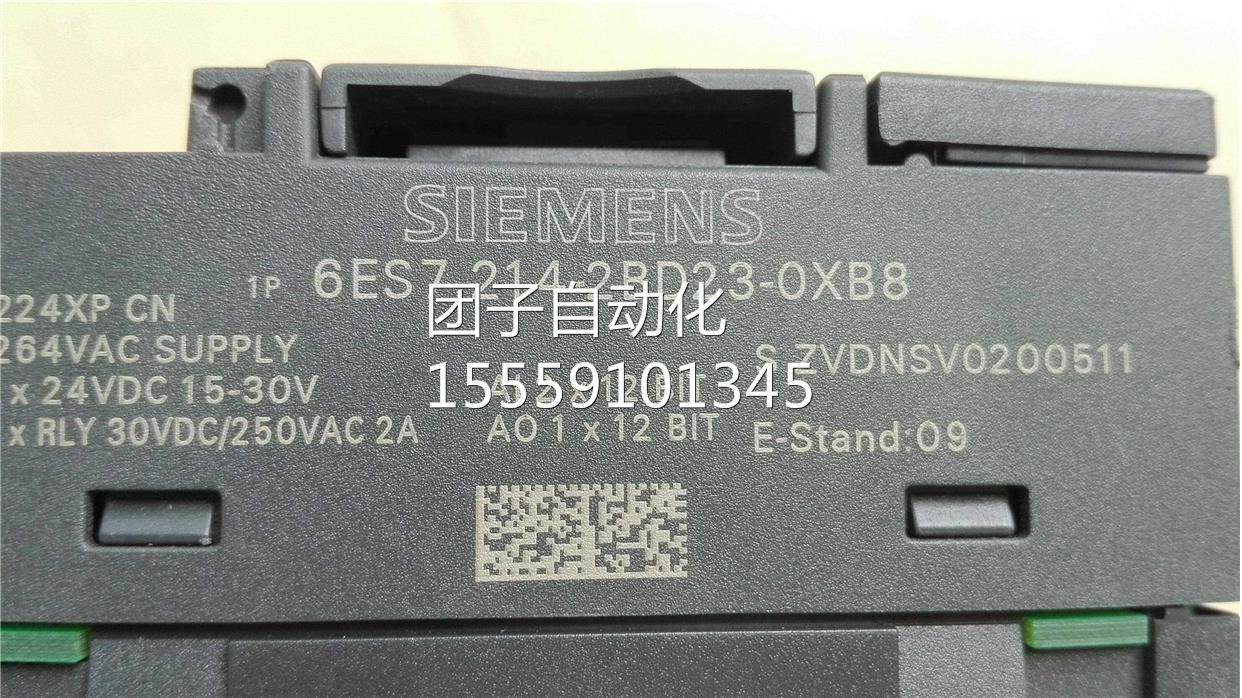 SIEMENS
1P 6ES7 214-2BD23-0XB8
224XP CN
264VAC SUPPLY
x 24VDC 15-30V
x RLY 30VDC/250VAC 2A
S ZVDNSV0200511
AO 1 x 12 BIT
E-Stand:09
团子自动化
15559101345